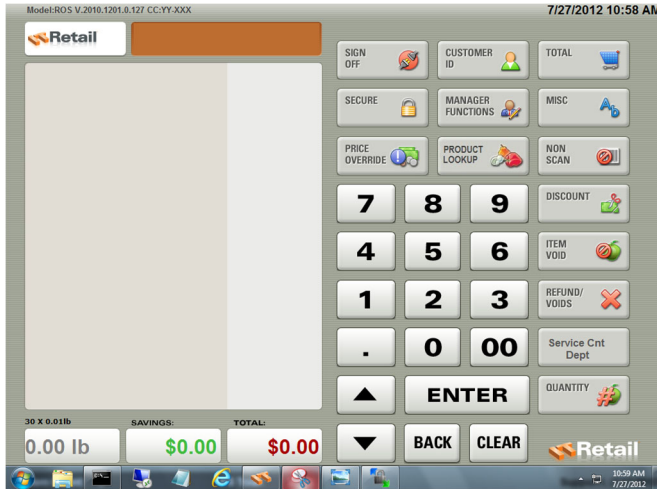 Model:ROS V.2010.1201.0.127 CC:YY-XXX
7/27/2012 10:58 AM
Retail
SIGN
OFF
CUSTOMER
ID
TOTAL
SECURE
MANAGER
FUNCTIONS
MISC
PRICE
OVERRIDE
PRODUCT
LOOKUP
NON
SCAN
7
8
9
DISCOUNT
4
5
6
ITEM
VOID
1
2
3
REFUND/
VOIDS
.
0
00
Service Cnt
Dept
ENTER
QUANTITY
30 X 0.01lb
SAVINGS:
TOTAL:
0.00 lb
$0.00
$0.00
BACK
CLEAR
Retail
10:59 AM
7/27/2012